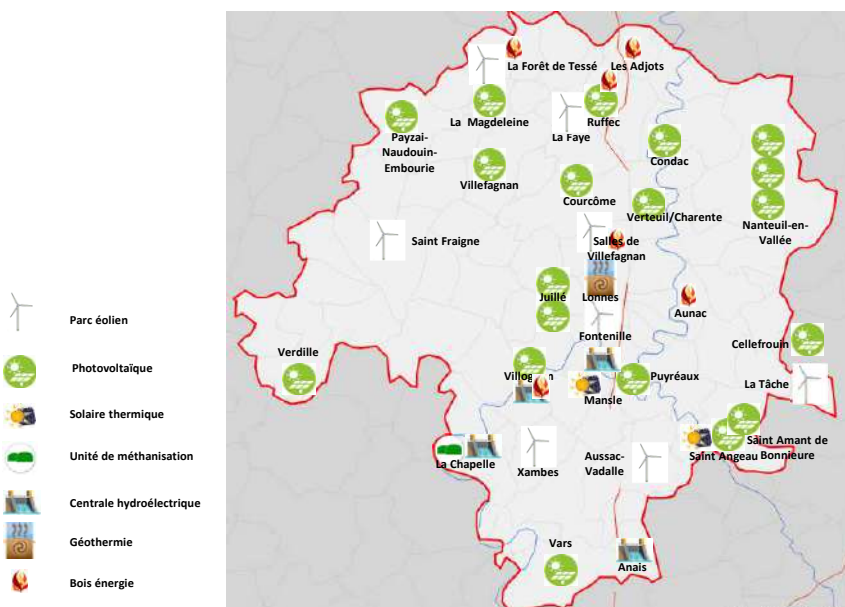 La Forêt de Tessé
Les Adjots
La Magdeleine
Ruffec
La Faye
Payzai-
Naudouin-
Embourie
Condac
Villefagnan
Courcôme
Verteuil/Charente
Nanteuil-en-
Vallée
Saint Fraigne
Salles de
Villefagnan
Juillé
Lonnes
Aunac
Parc éolien
Fontenille
Cellefrouin
Verdille
Photovoltaïque
Puyréaux
La Tâche
Mansle
Solaire thermique
Saint Amant de
Bonnieure
Saint Angeau
Aussac-
Vadalle
Unité de méthanisation
La Chapelle
Xambes
Centrale hydroélectrique
Géothermie
Vars
Anais
Bois énergie